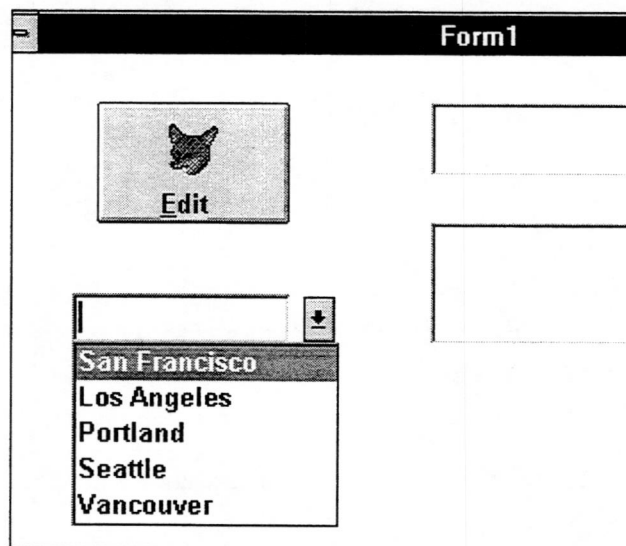 Form1
Edit
San Francisco
Los Angeles
Portland
Seattle
Vancouver